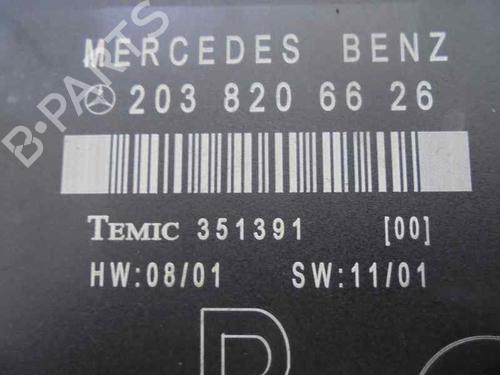 MERCEDES BENZ
203 820 66 26
TEMIC 351391 [00]
HW:08/01 SW:11/01
B-PARTS